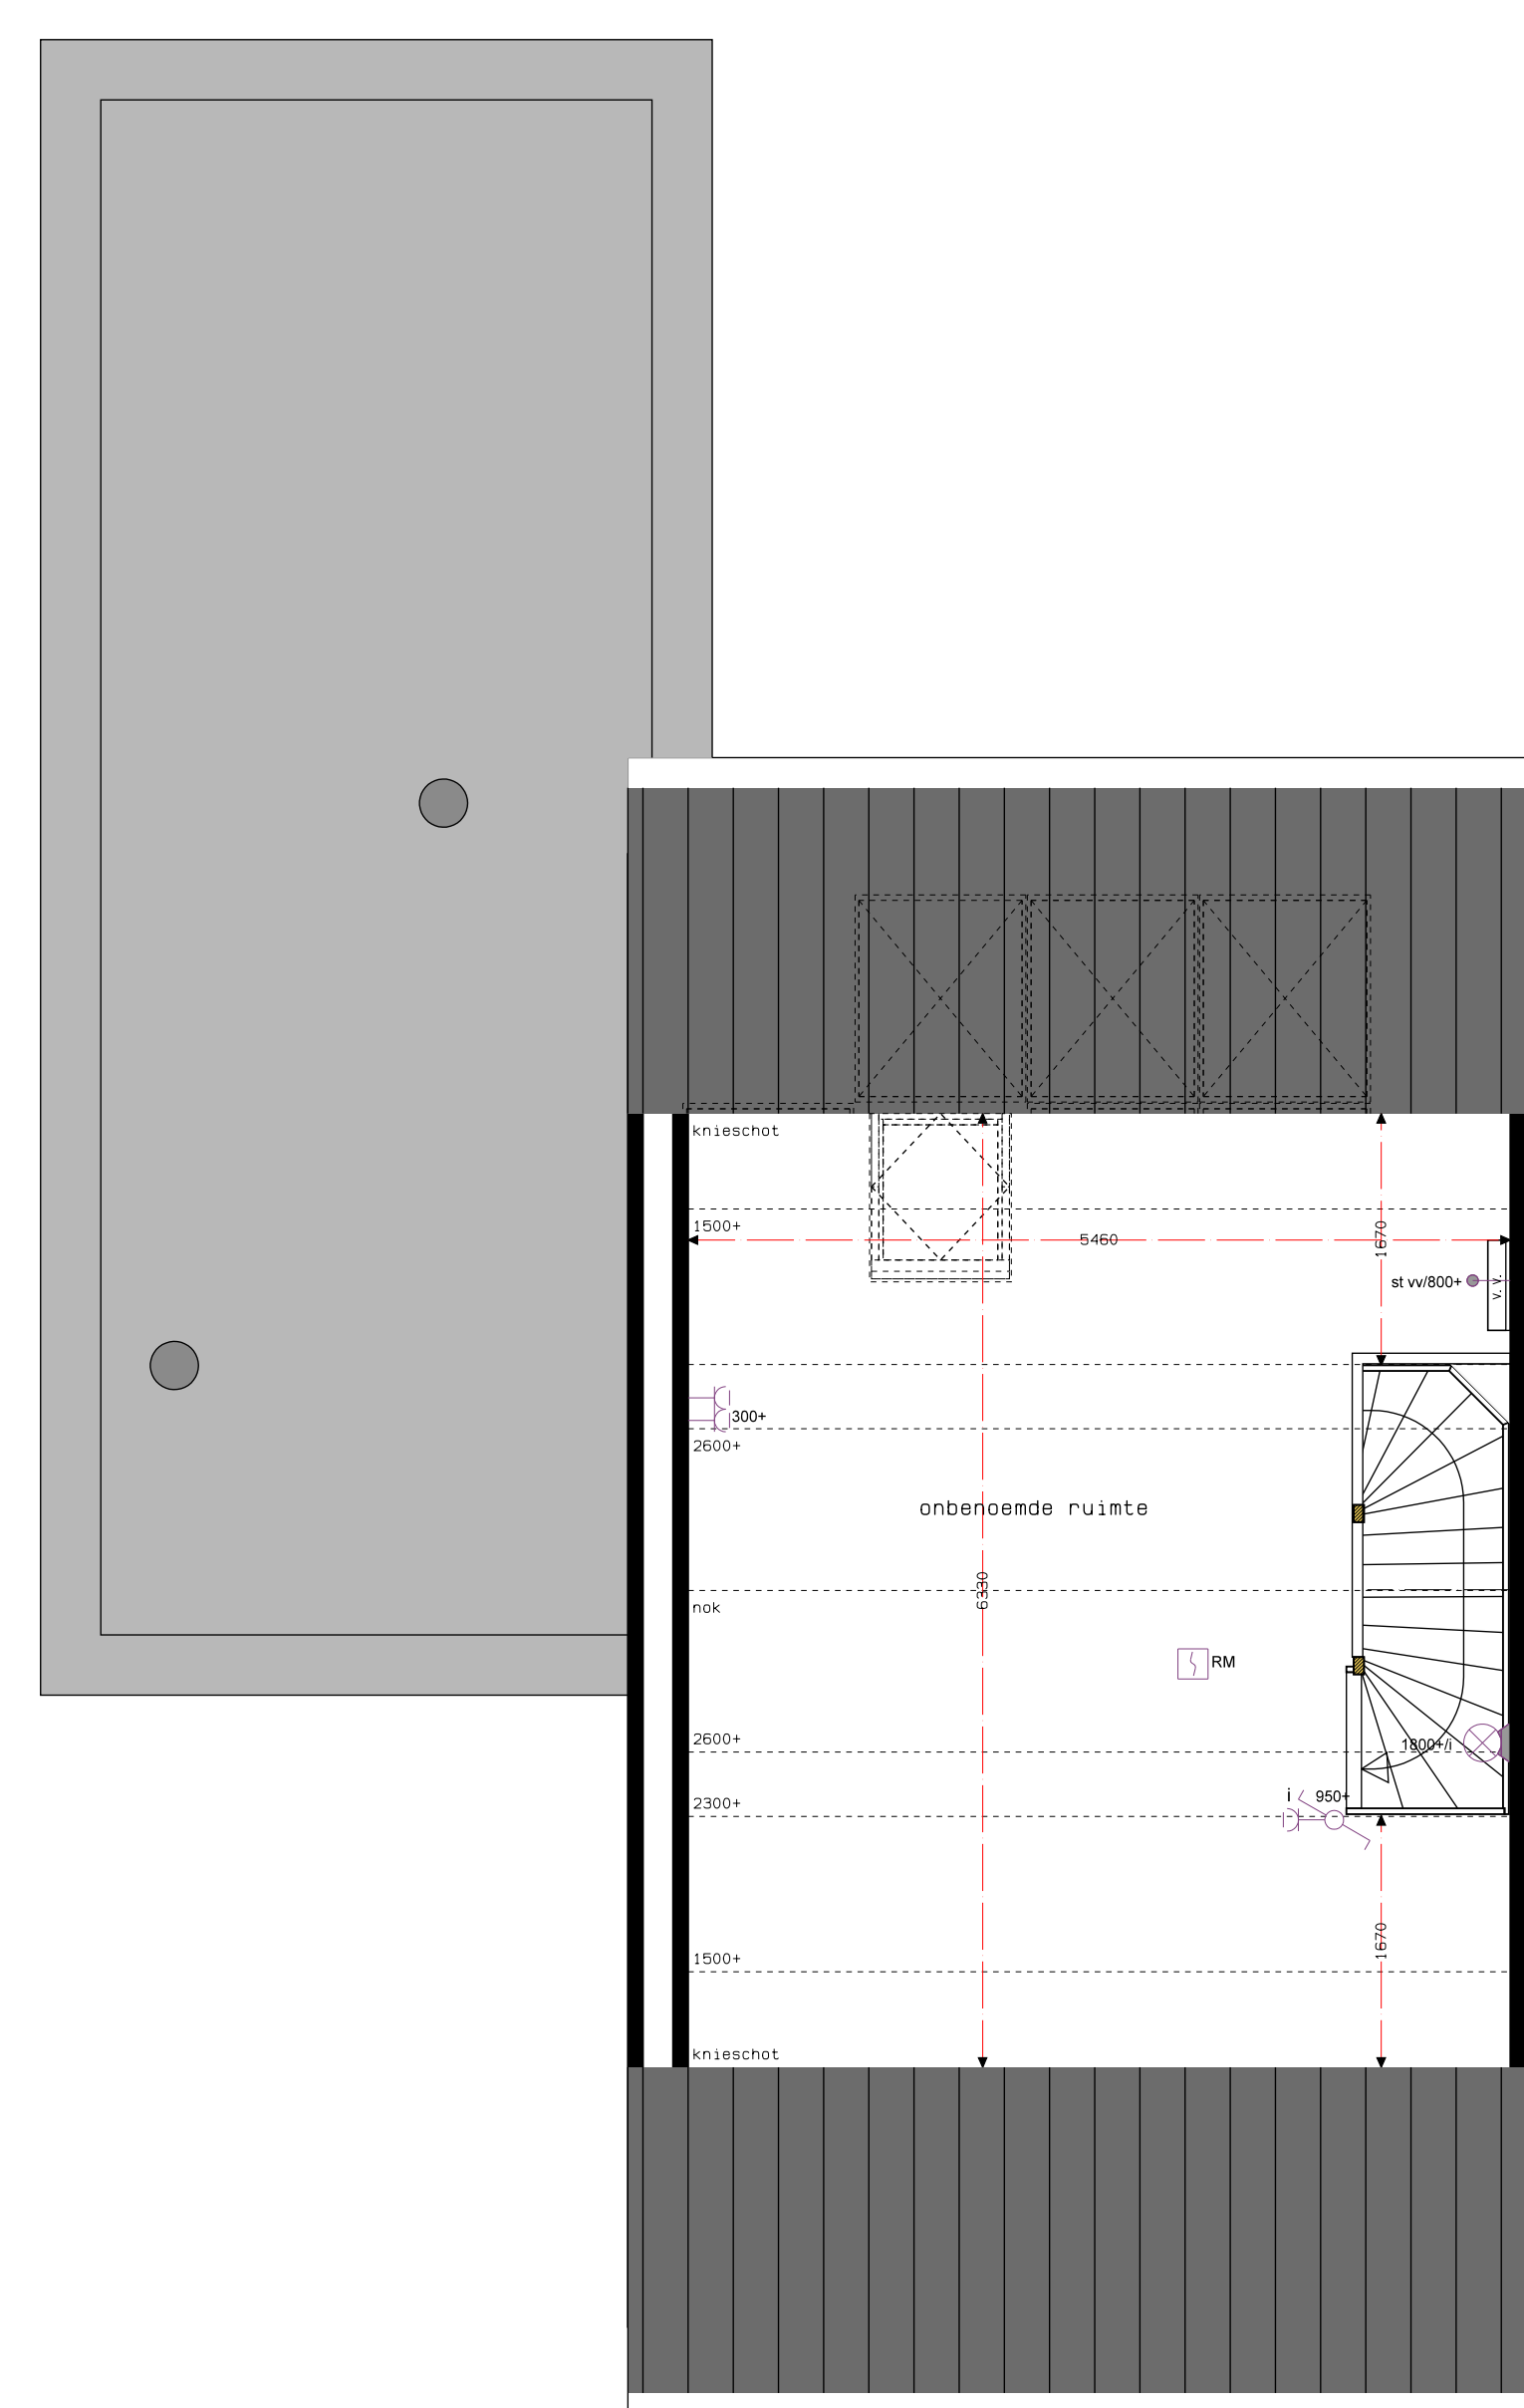 knieschot
1500+
5460
1670
st vv/800+
v. v.
300+
2600+
onbenoemde ruimte
6330
nok
RM
2600+
1800+/i
2300+
i
950+
1500+
1670
knieschot